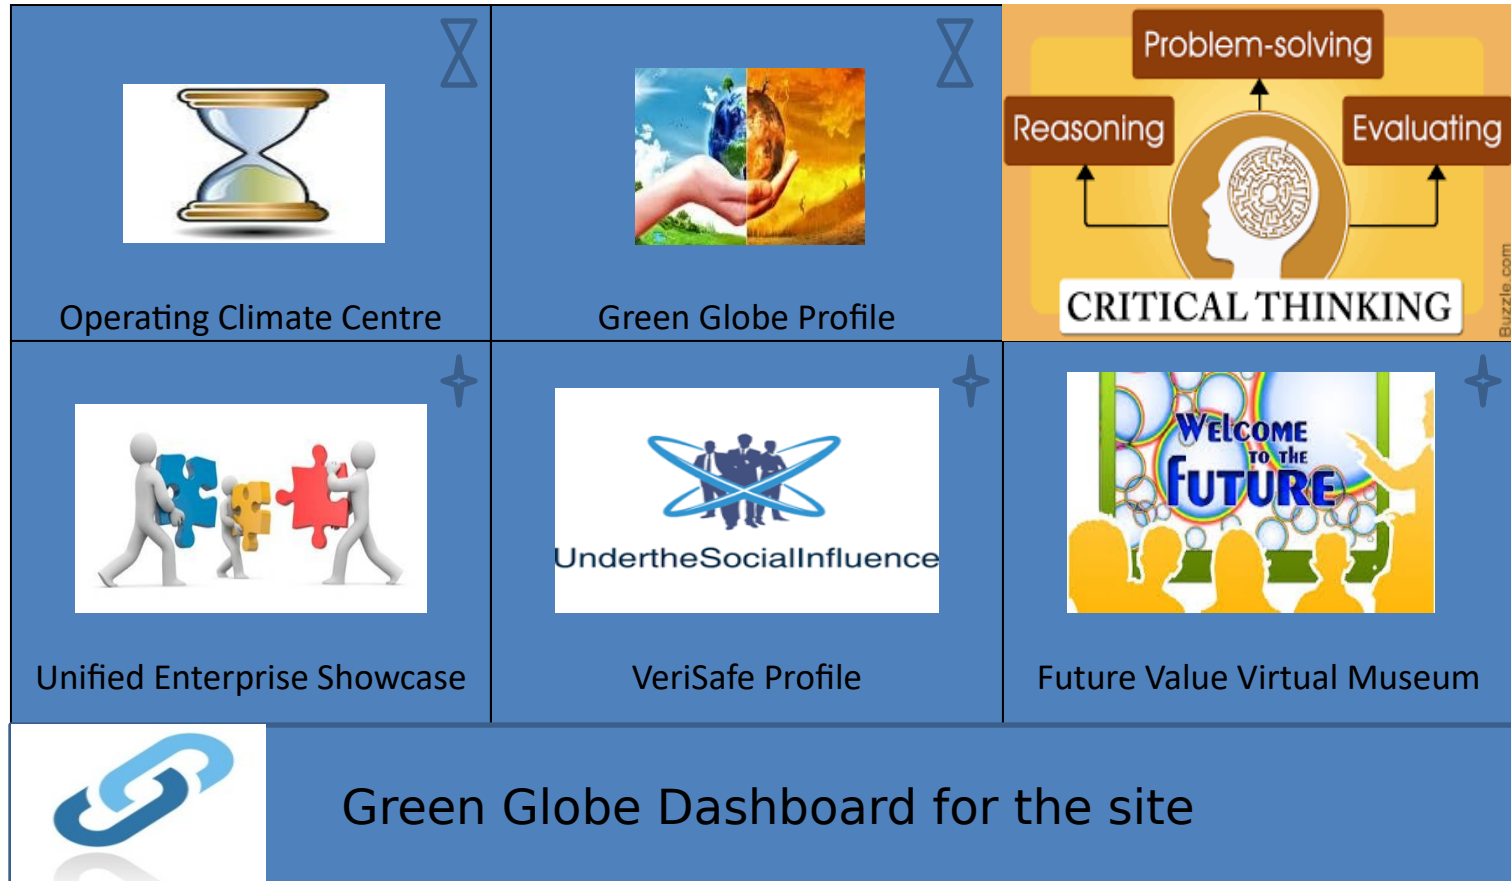 Problem-solving
Reasoning
Evaluating
CRITICAL THINKING
Buzzle.com
Operating Climate Centre
Green Globe Profile
WELCOME
TO THE
FUTURE
UndertheSocialInfluence
Unified Enterprise Showcase
VeriSafe Profile
Future Value Virtual Museum
Green Globe Dashboard for the site